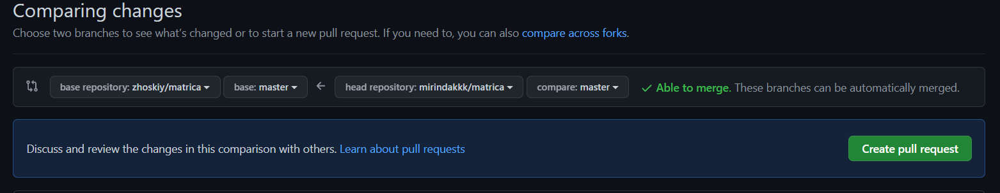 Comparing changes
Choose two branches to see what’s changed or to start a new pull request. If you need to, you can also compare across forks.
base repository: zhoskiy/matrica base: master head repository: mirindakkk/matrica compare: master Able to merge. These branches can be automatically merged.
Discuss and review the changes in this comparison with others. Learn about pull requests Create pull request